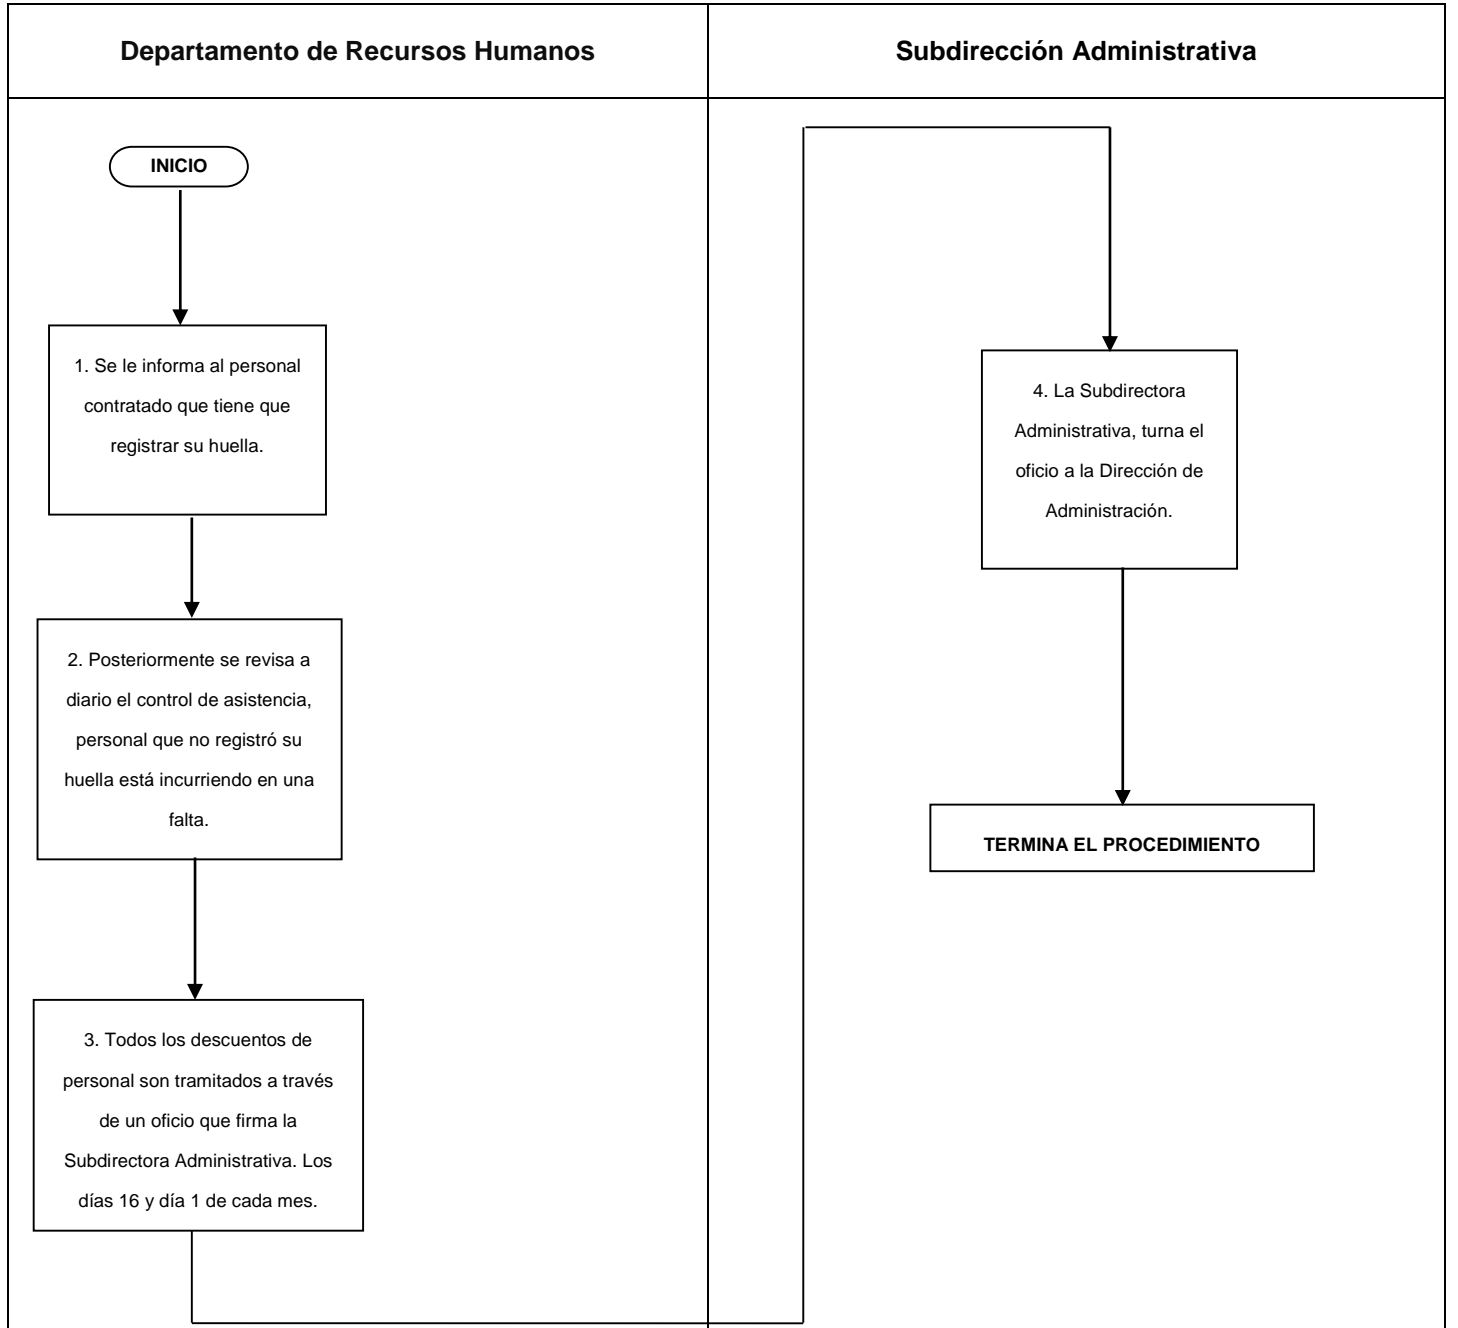 Departamento de Recursos Humanos
Subdirección Administrativa
INICIO
1. Se le informa al personal
contratado que tiene que
registrar su huella.
2. Posteriormente se revisa a
diario el control de asistencia,
personal que no registró su
huella está incurriendo en una
falta.
3. Todos los descuentos de
personal son tramitados a través
de un oficio que firma la
Subdirectora Administrativa. Los
días 16 y día 1 de cada mes.
4. La Subdirectora
Administrativa, turna el
oficio a la Dirección de
Administración.
TERMINA EL PROCEDIMIENTO